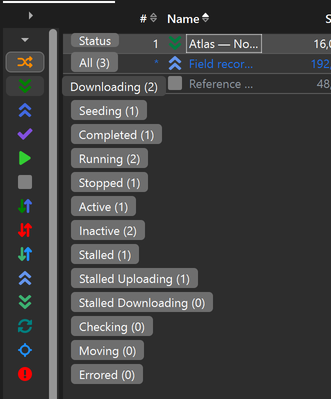 # Name S
Status 1 Atlas — No... 16,0
All (3) * Field recor... 192,
Downloading (2) Reference ... 48,
Seeding (1)
Completed (1)
Running (2)
Stopped (1)
Active (1)
Inactive (2)
Stalled (1)
Stalled Uploading (1)
Stalled Downloading (0)
Checking (0)
Moving (0)
Errored (0)